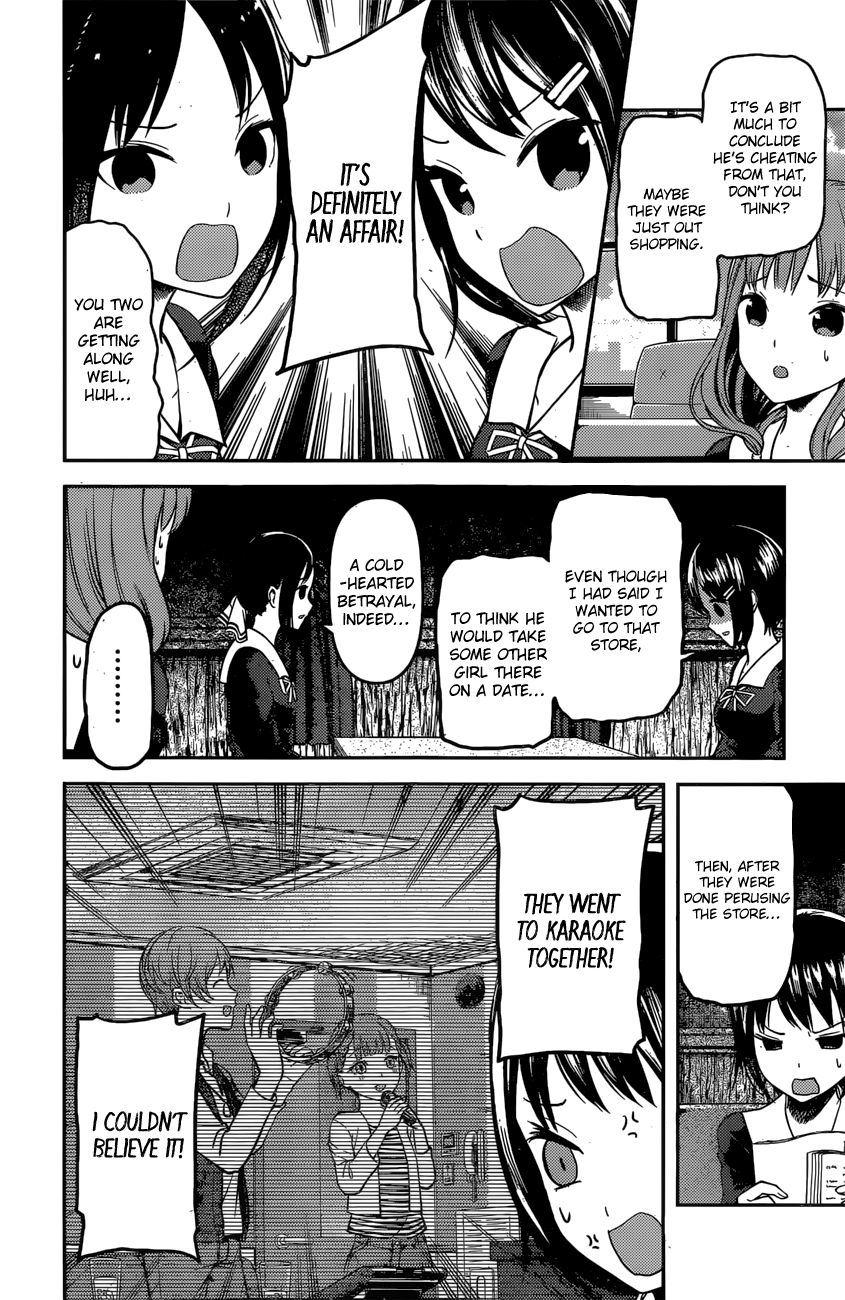 IT'S A BIT
MUCH TO
CONCLUDE
HE'S CHEATING
FROM THAT,
DON'T YOU
THINK?
MAYBE
THEY WERE
JUST OUT
SHOPPING.
IT'S
DEFINITELY
AN AFFAIR!
YOU TWO
ARE
GETTING
ALONG
WELL,
HUH...
EVEN THOUGH
I HAD SAID I
WANTED TO
GO TO THAT
STORE,
TO THINK HE
WOULD TAKE
SOME OTHER
GIRL THERE
ON A DATE...
A COLD
-HEARTED
BETRAYAL,
INDEED...
........
THEN, AFTER
THEY WERE
DONE PERUSING
THE STORE...
THEY WENT
TO KARAOKE
TOGETHER!
I COULDN'T
BELIEVE IT!